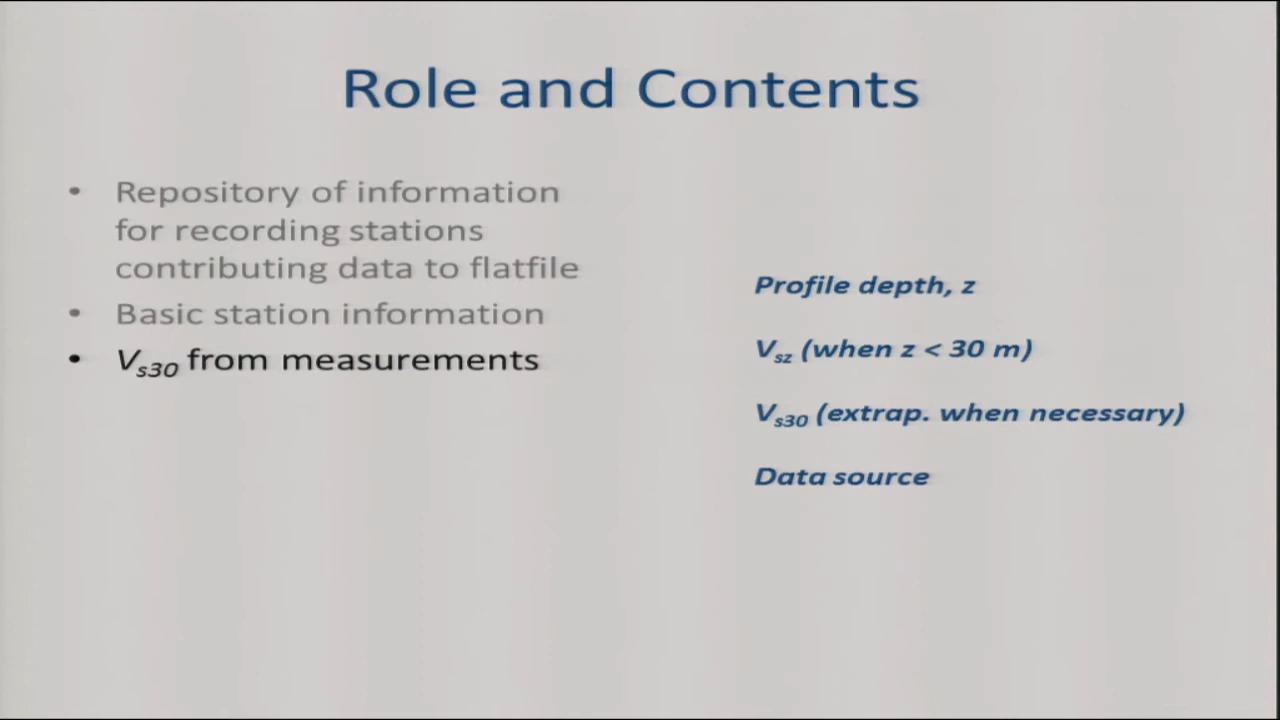 Role and Contents
• Repository of information
for recording stations
contributing data to flatfile
• Basic station information
• Vs30 from measurements
Profile depth, z
Vsz (when z < 30 m)
Vs30 (extrap. when necessary)
Data source